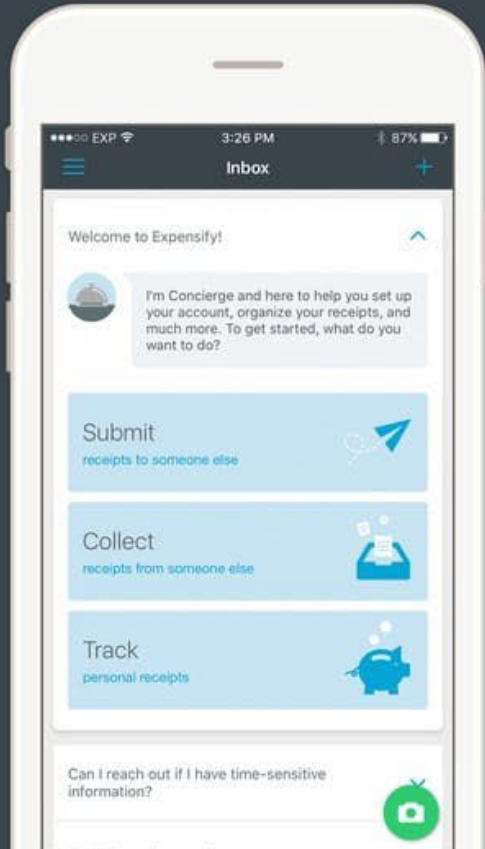 EXP
3:26 PM
87%
Inbox
Welcome to Expensify!
I'm Concierge and here to help you set up
your account, organize your receipts, and
much more. To get started, what do you
want to do?
Submit
receipts to someone else
Collect
receipts from someone else
Track
personal receipts
Can I reach out if I have time-sensitive
information?